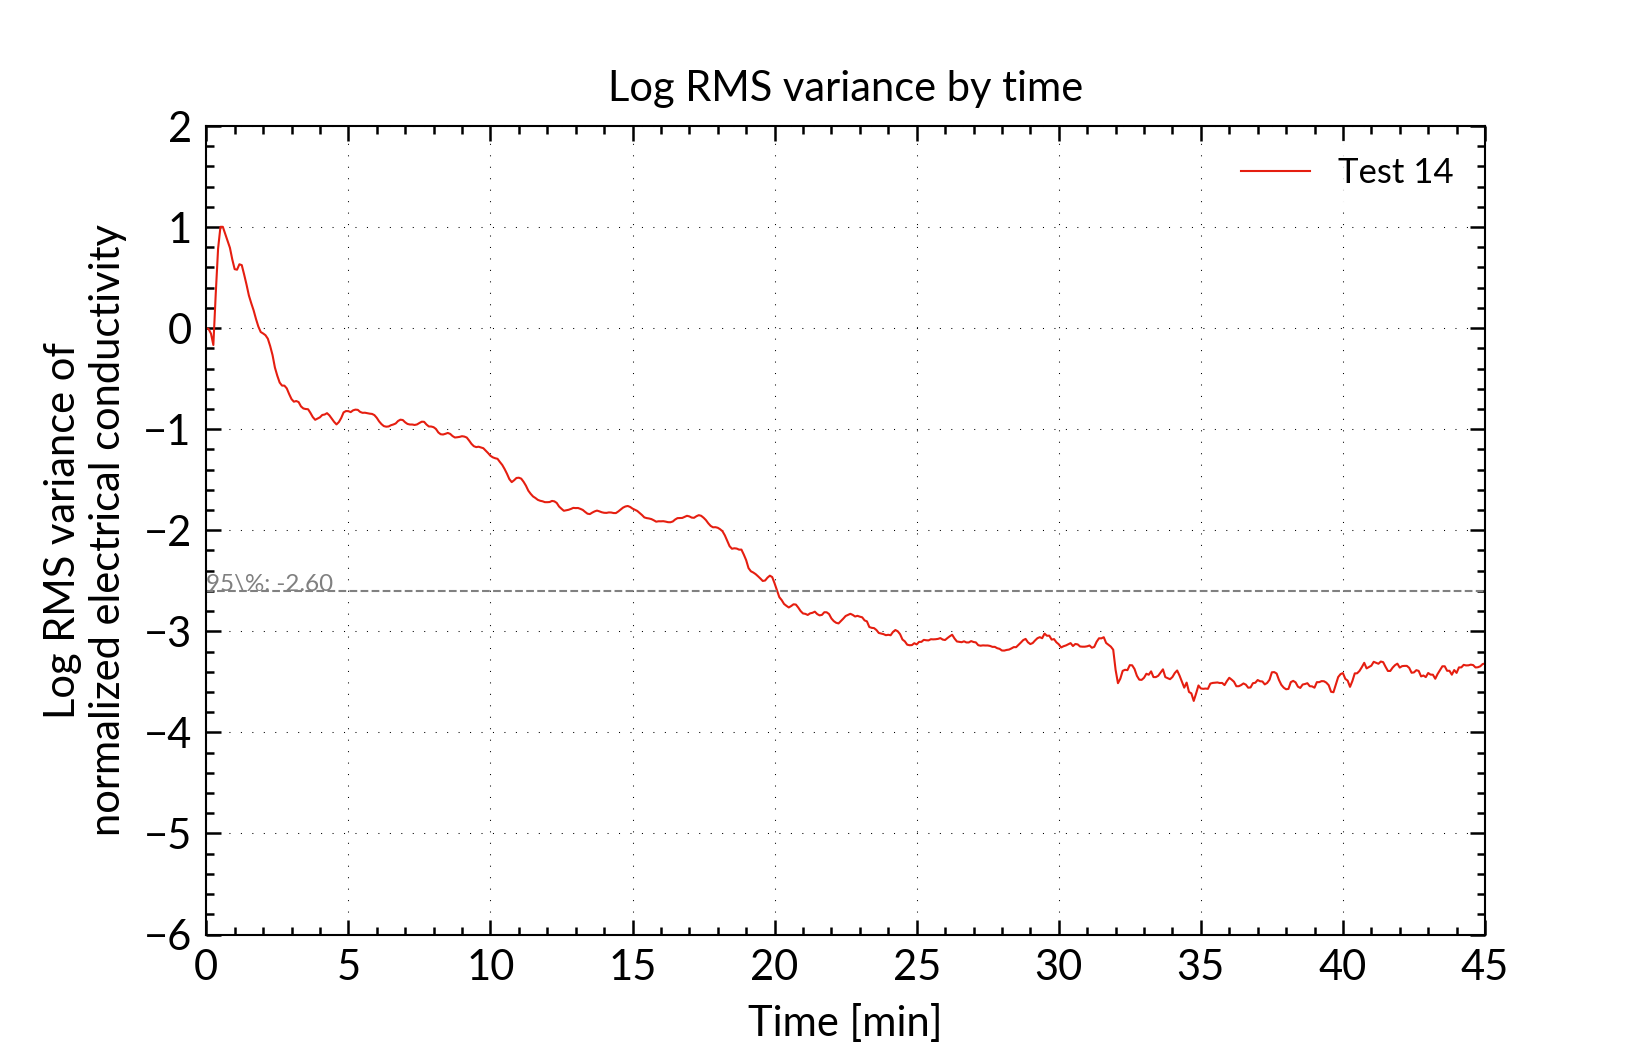 Log RMS variance by time
Test 14
2
1
0
−1
−2
−3
−4
−5
−6
Log RMS variance of
normalized electrical conductivity
95\%: -2.60
0 5 10 15 20 25 30 35 40 45
Time [min]